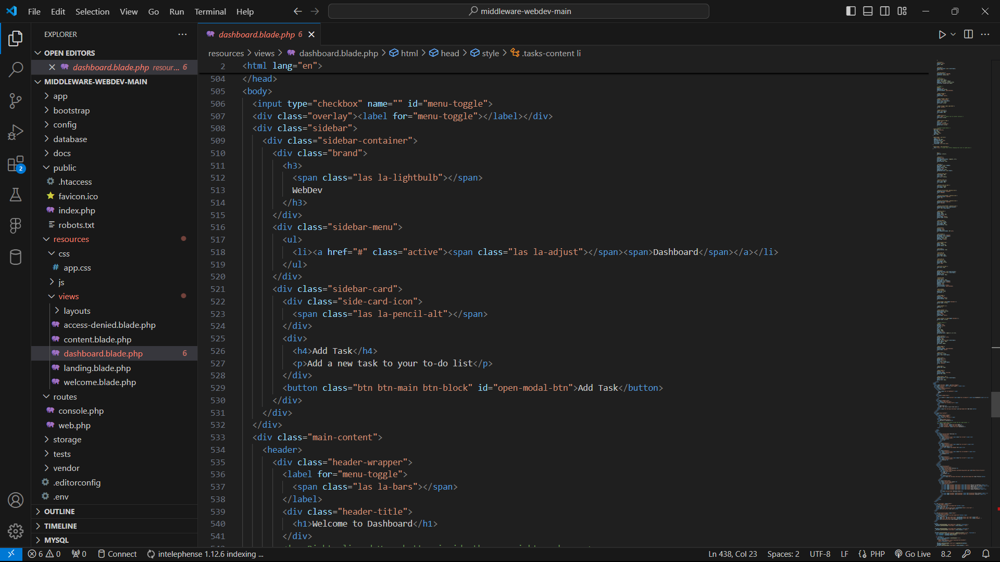 File Edit Selection View Go Run Terminal Help
middleware-webdev-main
EXPLORER
OPEN EDITORS
dashboard.blade.php resour... 6
MIDDLEWARE-WEBDEV-MAIN
app
bootstrap
config
database
docs
public
.htaccess
favicon.ico
index.php
robots.txt
resources
css
# app.css
js
views
layouts
access-denied.blade.php
content.blade.php
dashboard.blade.php 6
landing.blade.php
welcome.blade.php
routes
console.php
web.php
storage
tests
vendor
.editorconfig
.env
OUTLINE
TIMELINE
MYSQL
2
dashboard.blade.php 6
resources > views > dashboard.blade.php > html > head > style > .tasks-content li
2 <html lang="en">
504 </head>
505 <body>
506 <input type="checkbox" name="" id="menu-toggle">
507 <div class="overlay"><label for="menu-toggle"></label></div>
508 <div class="sidebar">
509 <div class="sidebar-container">
510 <div class="brand">
511 <h3>
512 <span class="las la-lightbulb"></span>
513 WebDev
514 </h3>
515 </div>
516 <div class="sidebar-menu">
517 <ul>
518 <li><a href="#" class="active"><span class="las la-adjust"></span><span>Dashboard</span></a></li>
519 </ul>
520 </div>
521 <div class="sidebar-card">
522 <div class="side-card-icon">
523 <span class="las la-pencil-alt"></span>
524 </div>
525 <div>
526 <h4>Add Task</h4>
527 <p>Add a new task to your to-do list</p>
528 </div>
529 <button class="btn btn-main btn-block" id="open-modal-btn">Add Task</button>
530 </div>
531 </div>
532 </div>
533 <div class="main-content">
534 <header>
535 <div class="header-wrapper">
536 <label for="menu-toggle">
537 <span class="las la-bars"></span>
538 </label>
539 <div class="header-title">
540 <h1>Welcome to Dashboard</h1>
541 </div>
6 0 0 Connect intelephense 1.12.6 indexing ...
Ln 438, Col 23 Spaces: 2 UTF-8 LF PHP Go Live 8.2